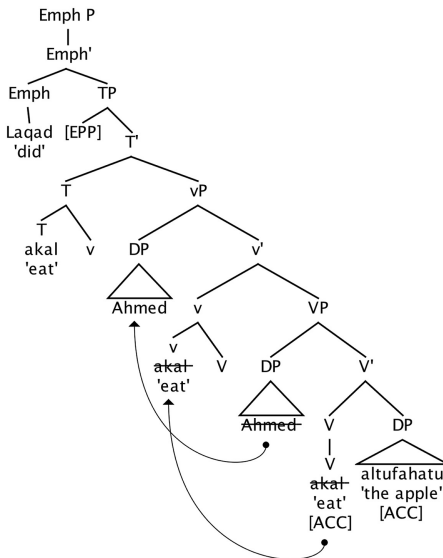 Emph P
Emph'
Emph TP
Laqad [EPP] T'
'did'
T vP
T v DP v'
akal
'eat'
Ahmed v VP
v V DP V'
akal
'eat'
Ahmed V DP
V altufahatu
akal 'the apple'
'eat' [ACC]
[ACC]